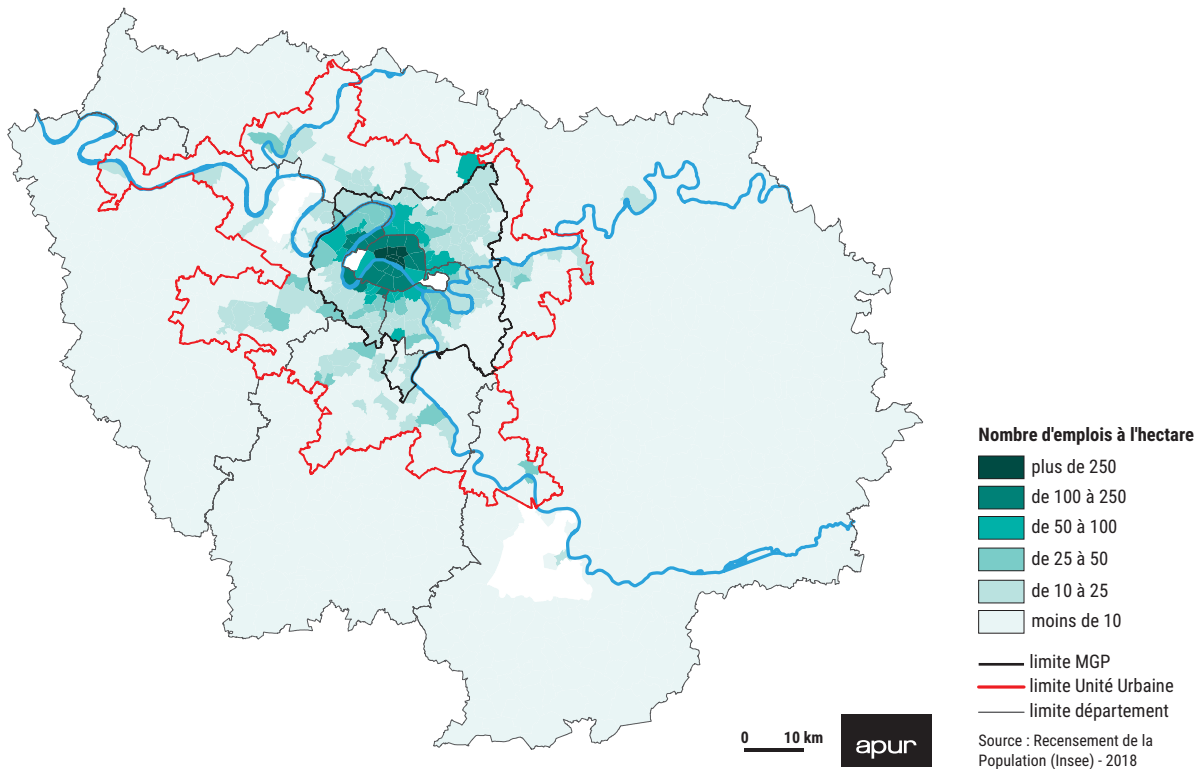 Nombre d'emplois à l'hectare
plus de 250
de 100 à 250
de 50 à 100
de 25 à 50
de 10 à 25
moins de 10
limite MGP
limite Unité Urbaine
limite département
Source : Recensement de la
Population (Insee) - 2018
0 10 km
apur